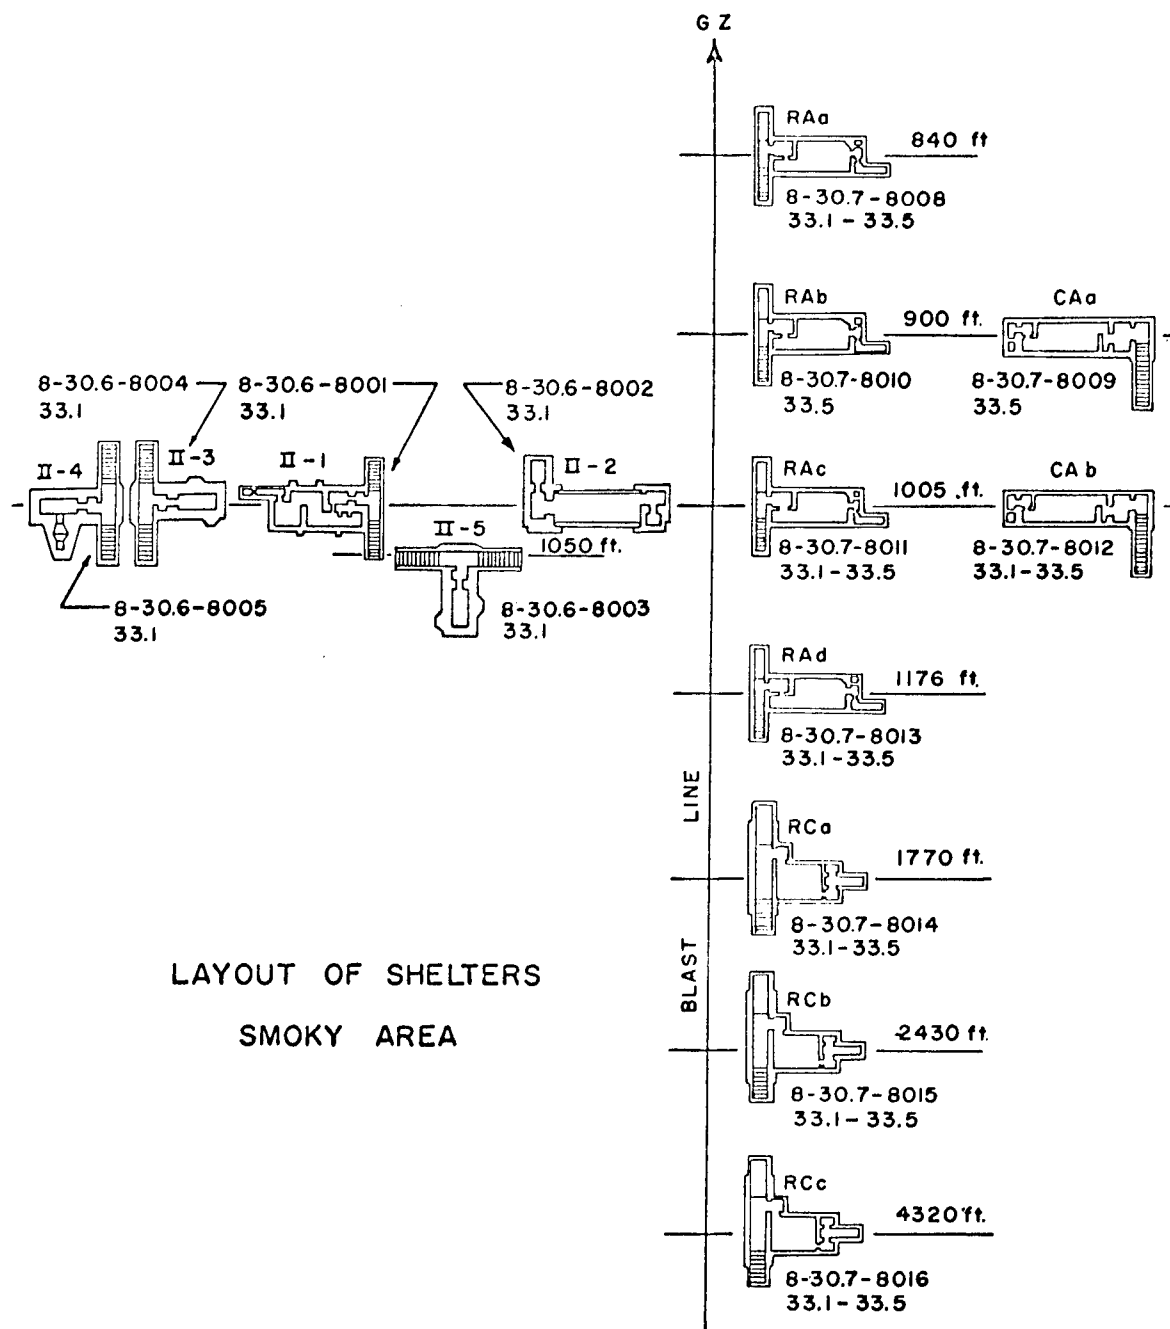 G Z
RAa
840 ft
8-30.7-8008
33.1-33.5
RAb
900 ft.
CAa
8-30.7-8010
33.5
8-30.7-8009
33.5
8-30.6-8004
33.1
8-30.6-8001
33.1
8-30.6-8002
33.1
II-4
II-3
II-1
II-2
RAc
1005 .ft.
CAb
II-5
1050 ft.
8-30.7-8011
33.1-33.5
8-30.7-8012
33.1-33.5
8-30.6-8005
33.1
8-30.6-8003
33.1
RAd
1176 ft.
8-30.7-8013
33.1-33.5
BLAST LINE
RCa
1770 ft.
8-30.7-8014
33.1-33.5
LAYOUT OF SHELTERS
SMOKY AREA
RCb
2430 ft.
8-30.7-8015
33.1-33.5
RCc
4320 ft.
8-30.7-8016
33.1-33.5